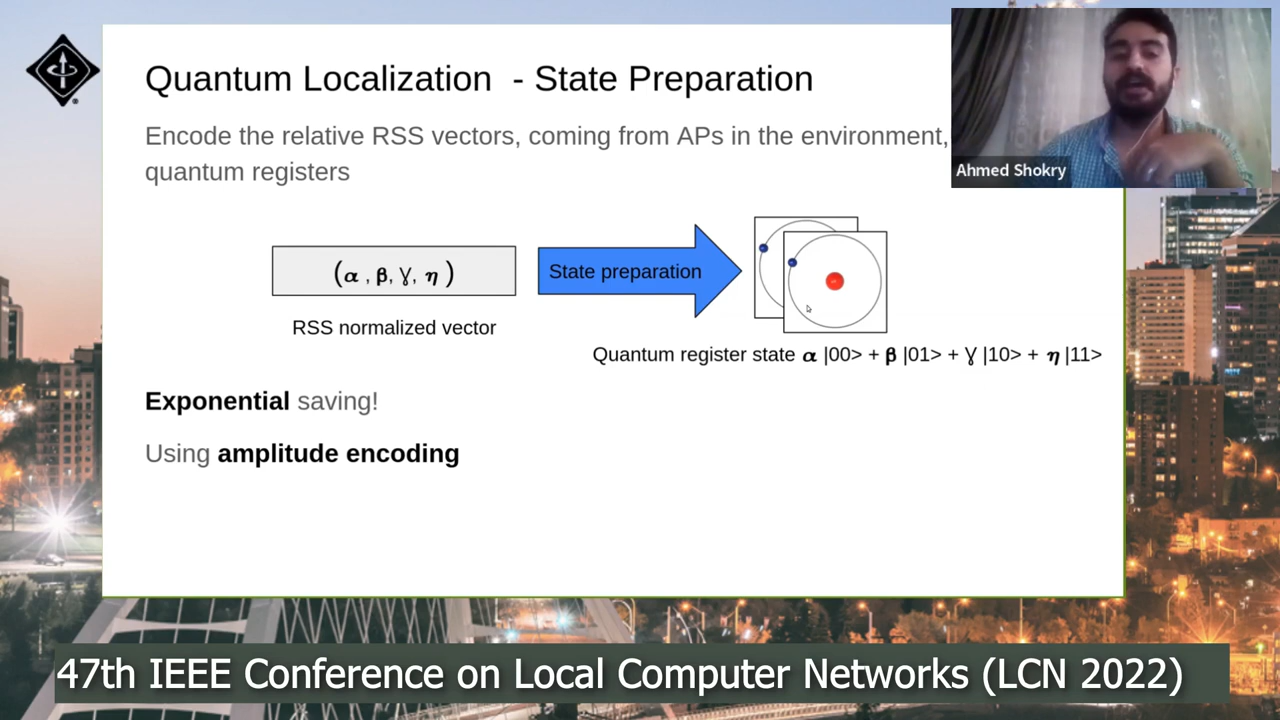 Quantum Localization - State Preparation
Encode the relative RSS vectors, coming from APs in the environment,
quantum registers
Ahmed Shokry
(α , β, γ, η )
State preparation
RSS normalized vector
Quantum register state α |00> + β |01> + γ |10> + η |11>
Exponential saving!
Using amplitude encoding
47th IEEE Conference on Local Computer Networks (LCN 2022)